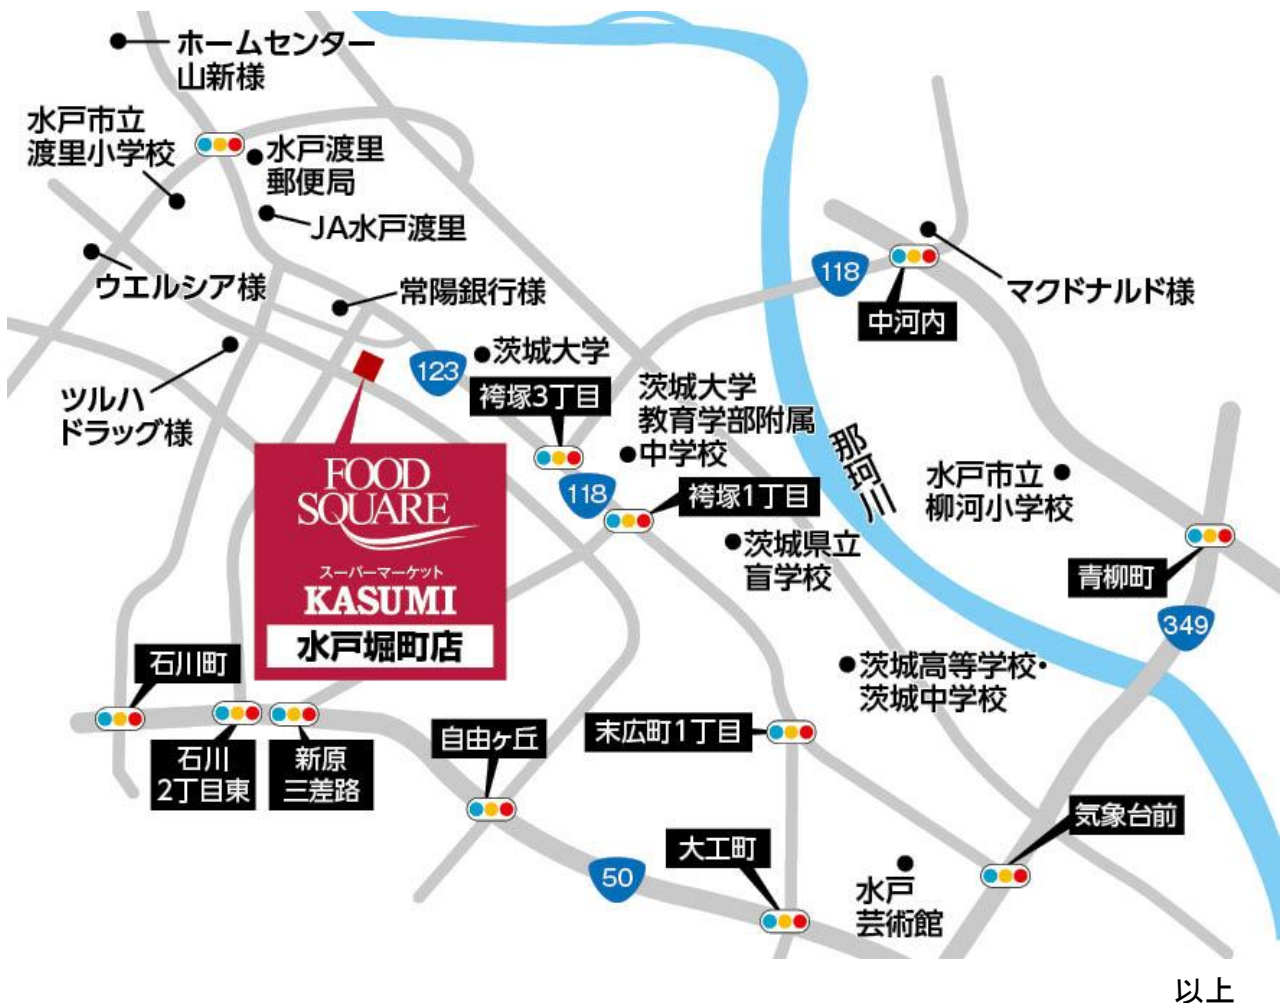 ホームセンター
山新様
水戸市立
渡里小学校
水戸渡里
郵便局
JA水戸渡里
ウエルシア様
常陽銀行様
118
マクドナルド様
中河内
ツルハ
ドラッグ様
123
茨城大学
袴塚3丁目
茨城大学
教育学部附属
中学校
那珂川
FOOD
SQUARE
スーパーマーケット
KASUMI
水戸堀町店
118
袴塚1丁目
水戸市立
柳河小学校
茨城県立
盲学校
青柳町
349
石川町
茨城高等学校・
茨城中学校
石川
2丁目東
新原
三差路
自由ヶ丘
末広町1丁目
気象台前
大工町
50
水戸
芸術館
以上